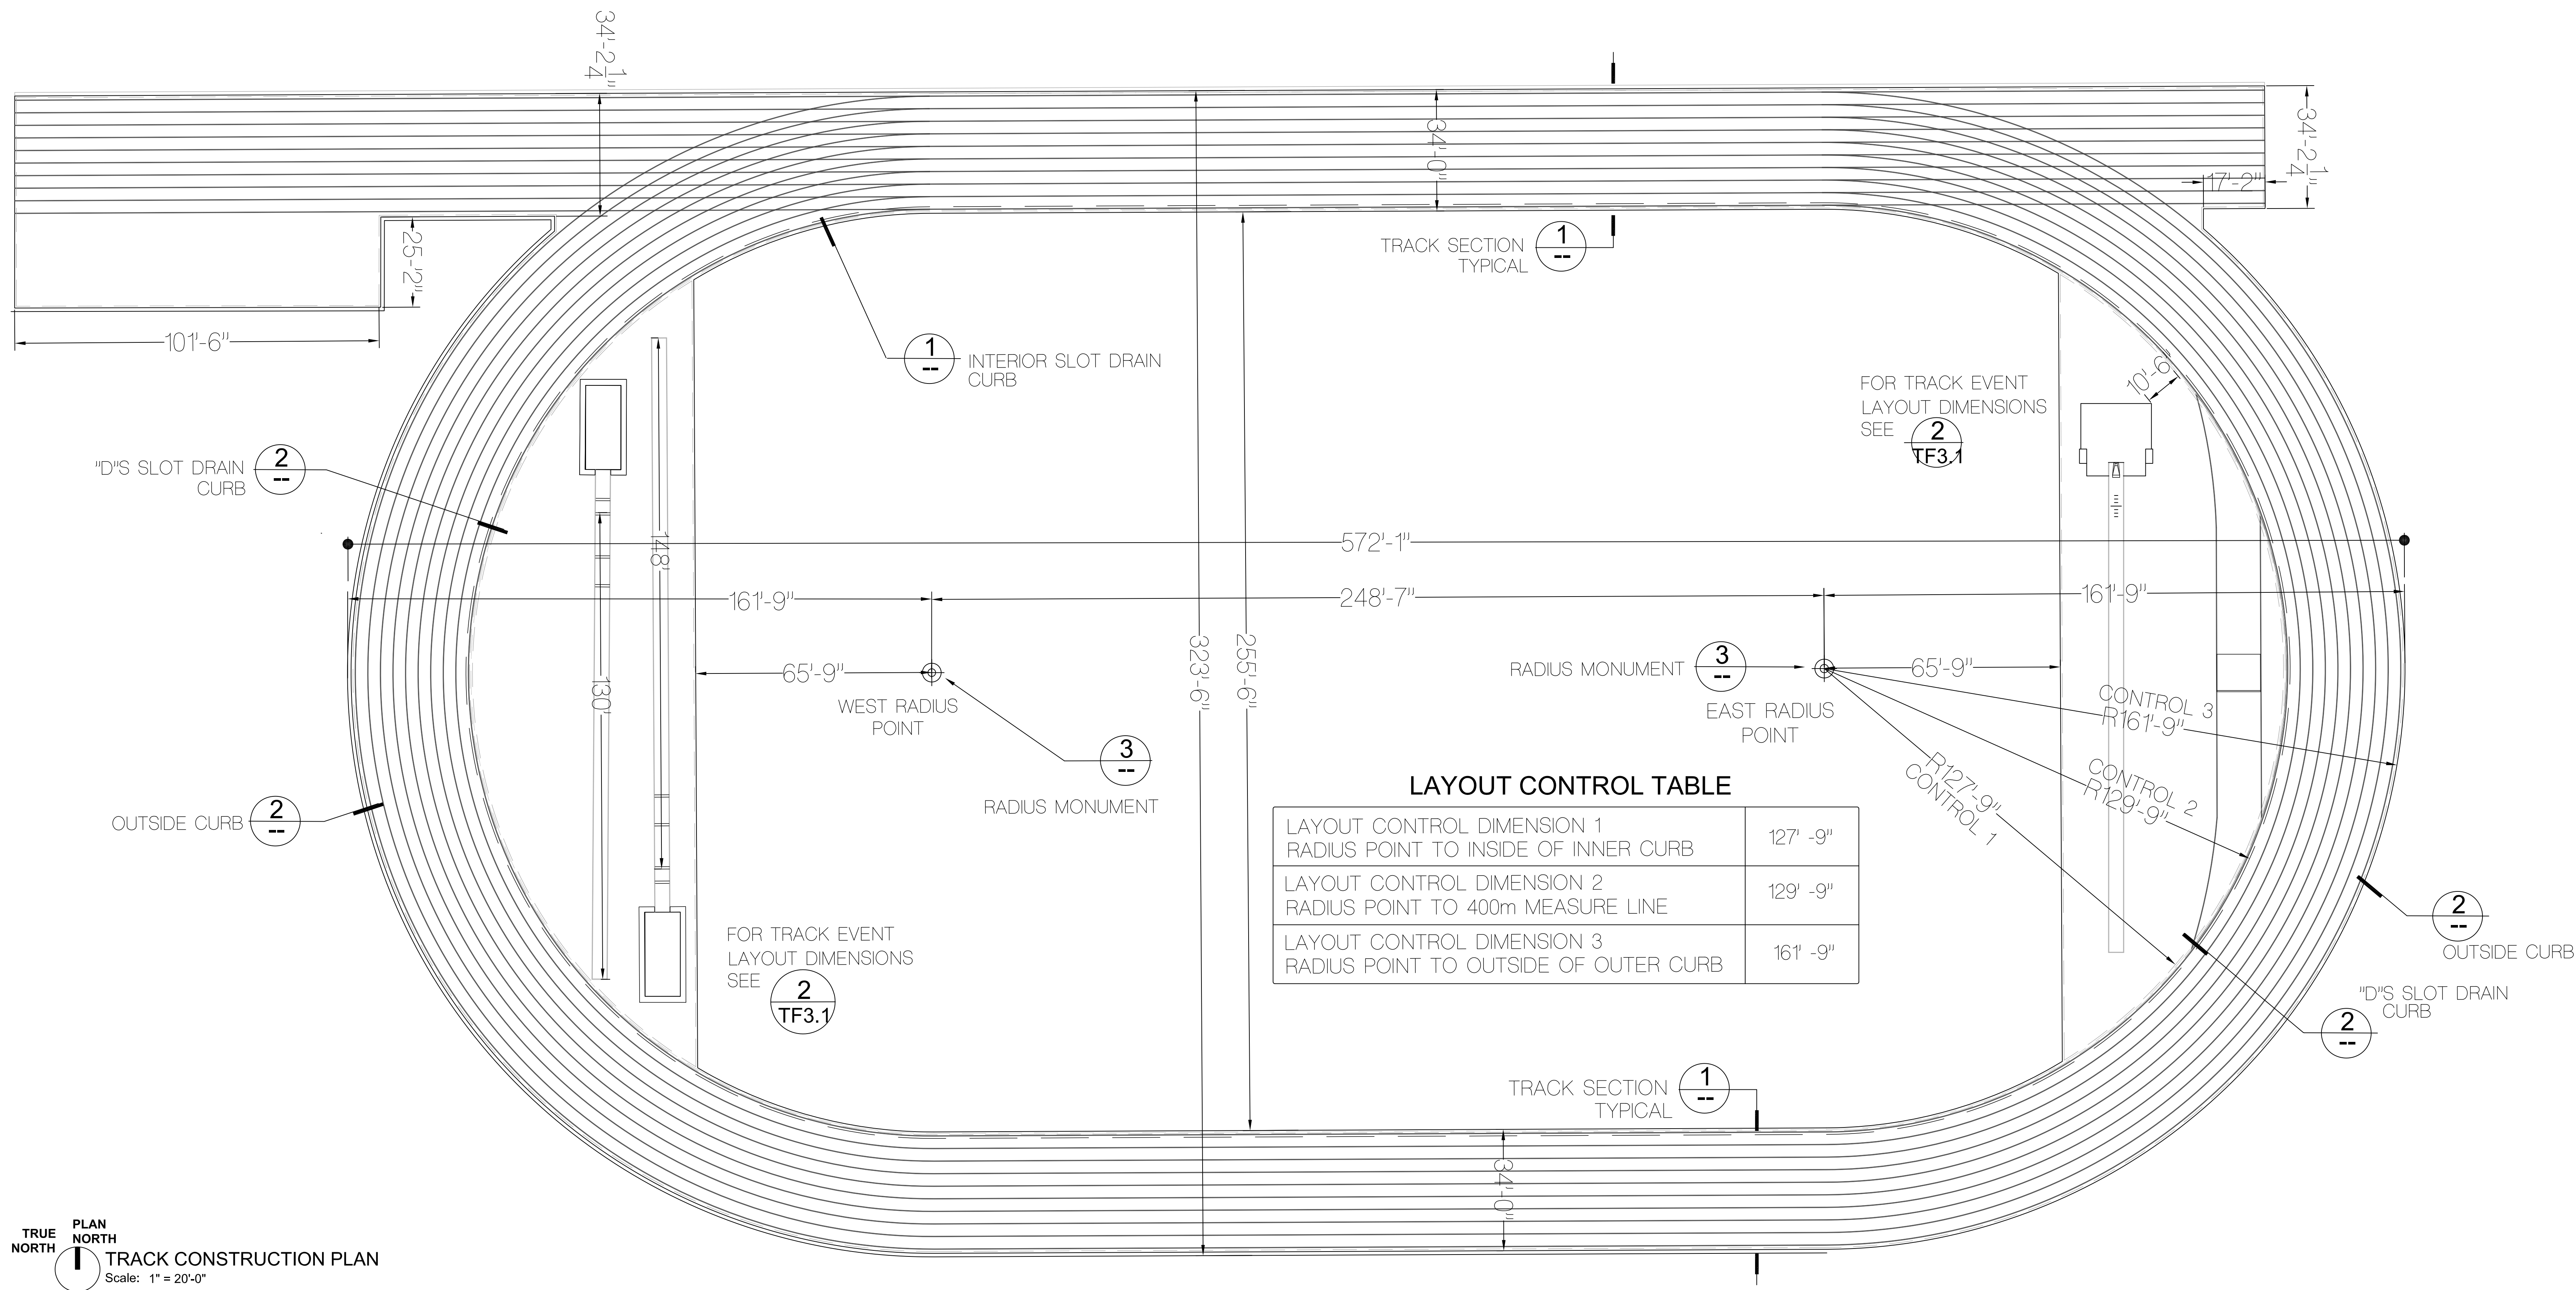 34'-2 1/4"
34'-0"
34'-2 1/4"
17'-2"
25'-2"
101'-6"
TRACK SECTION
TYPICAL
1
--
1
--
INTERIOR SLOT DRAIN
CURB
FOR TRACK EVENT
LAYOUT DIMENSIONS
SEE
2
TF3.1
10'-6"
"D"S SLOT DRAIN
CURB
2
--
148'
130'
572'-1"
161'-9"
248'-7"
161'-9"
323'-6"
255'-6"
65'-9"
WEST RADIUS
POINT
3
--
RADIUS MONUMENT
RADIUS MONUMENT
3
--
65'-9"
EAST RADIUS
POINT
CONTROL 3
R161'-9"
CONTROL 2
R129'-9"
R127'-9"
CONTROL 1
OUTSIDE CURB
2
--
LAYOUT CONTROL TABLE
LAYOUT CONTROL DIMENSION 1
RADIUS POINT TO INSIDE OF INNER CURB
127' -9"
LAYOUT CONTROL DIMENSION 2
RADIUS POINT TO 400m MEASURE LINE
129' -9"
LAYOUT CONTROL DIMENSION 3
RADIUS POINT TO OUTSIDE OF OUTER CURB
161' -9"
FOR TRACK EVENT
LAYOUT DIMENSIONS
SEE
2
TF3.1
2
--
OUTSIDE CURB
"D"S SLOT DRAIN
CURB
2
--
TRACK SECTION
TYPICAL
1
--
34'-0"
TRUE
NORTH
PLAN
NORTH
TRACK CONSTRUCTION PLAN
Scale: 1" = 20'-0"